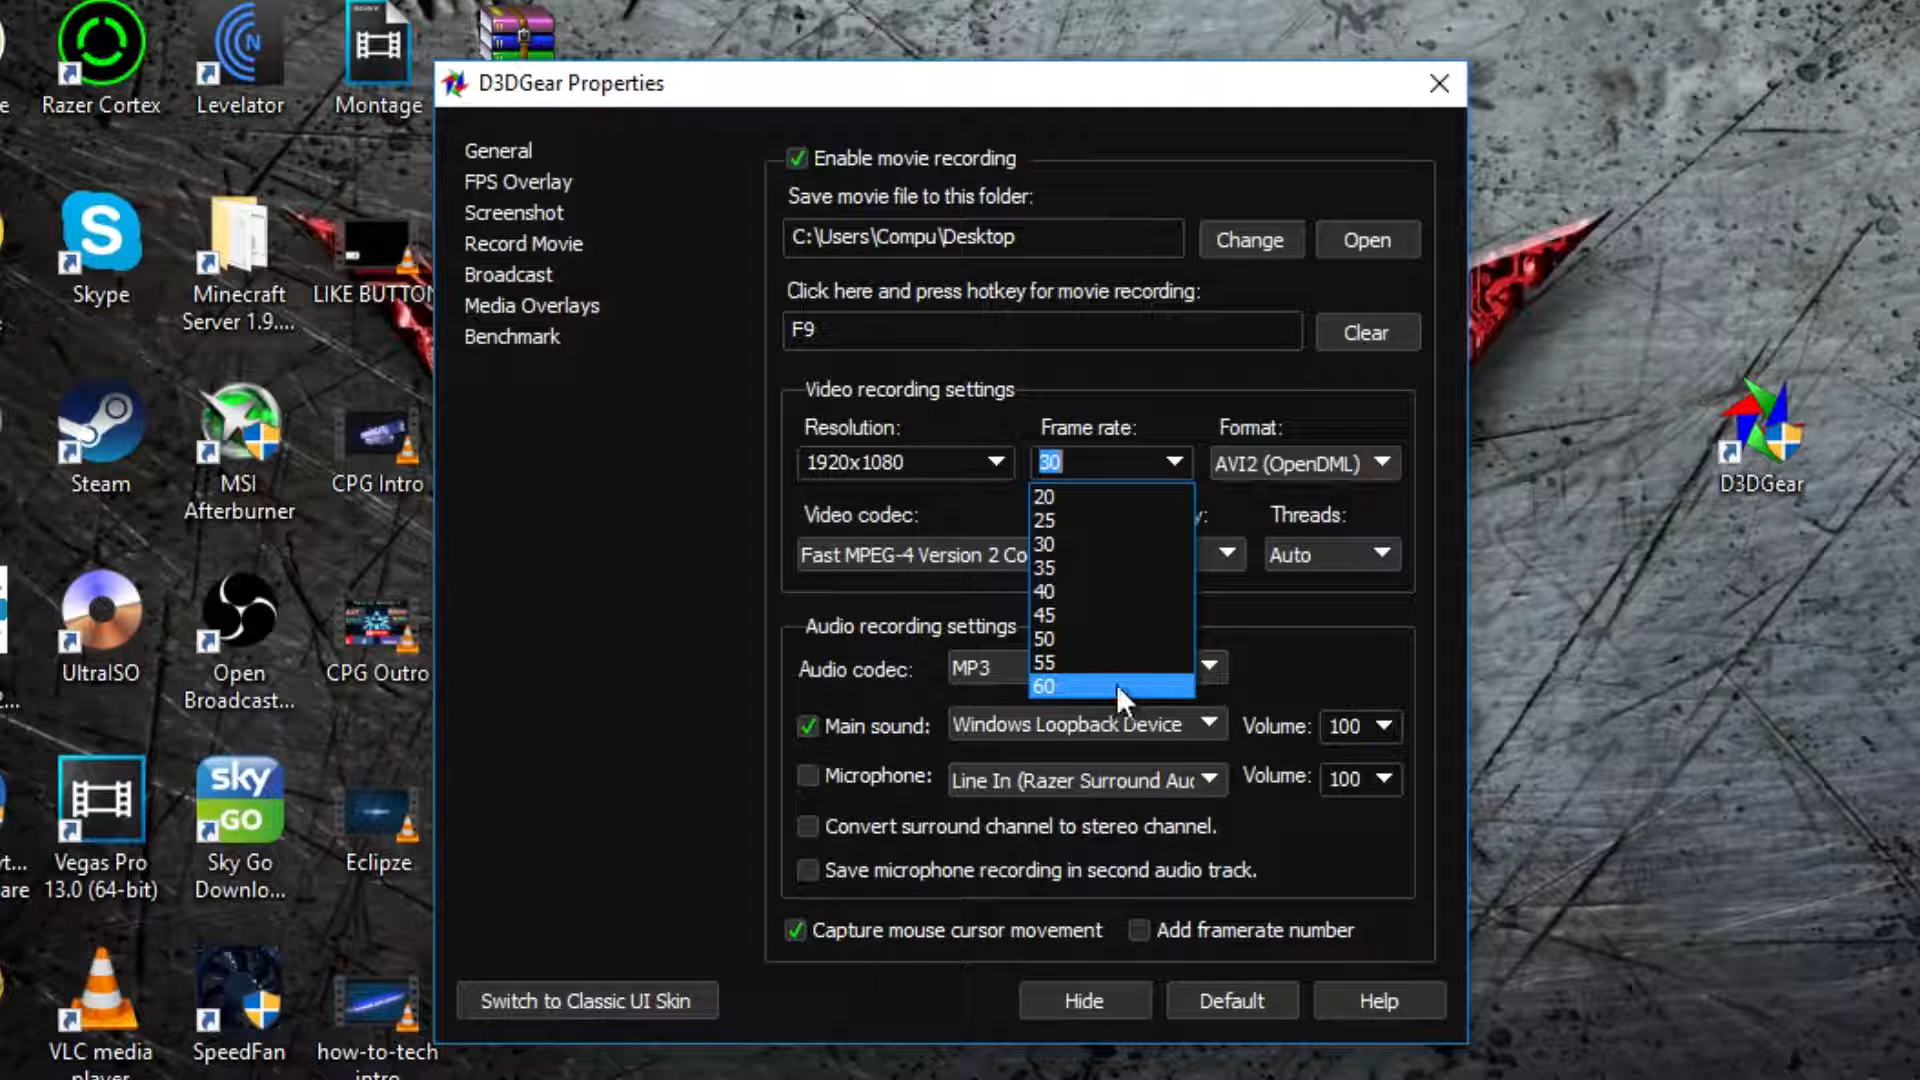 Razer Cortex
Levelator
Montage
SONY
N
S
Skype
Minecraft
Server 1.9....
LIKE BUTTON
Steam
MSI
Afterburner
CPG Intro
UltraISO
Open
Broadcast...
CPG Outro
Vegas Pro
13.0 (64-bit)
sky
GO
Sky Go
Downlo...
Eclipze
VLC media
player
SpeedFan
how-to-tech
intro
D3DGear Properties
General
FPS Overlay
Screenshot
Record Movie
Broadcast
Media Overlays
Benchmark
Enable movie recording
Save movie file to this folder:
C:\Users\Compu\Desktop
Change
Open
Click here and press hotkey for movie recording:
F9
Clear
Video recording settings
Resolution:
Frame rate:
Format:
1920x1080
30
AVI2 (OpenDML)
20
25
30
35
40
45
50
55
60
Video codec:
y:
Threads:
Fast MPEG-4 Version 2 Co
Auto
Audio recording settings
Audio codec:
MP3
Main sound:
Windows Loopback Device
Volume:
100
Microphone:
Line In (Razer Surround Auc
Volume:
100
Convert surround channel to stereo channel.
Save microphone recording in second audio track.
Capture mouse cursor movement
Add framerate number
Switch to Classic UI Skin
Hide
Default
Help
D3DGear